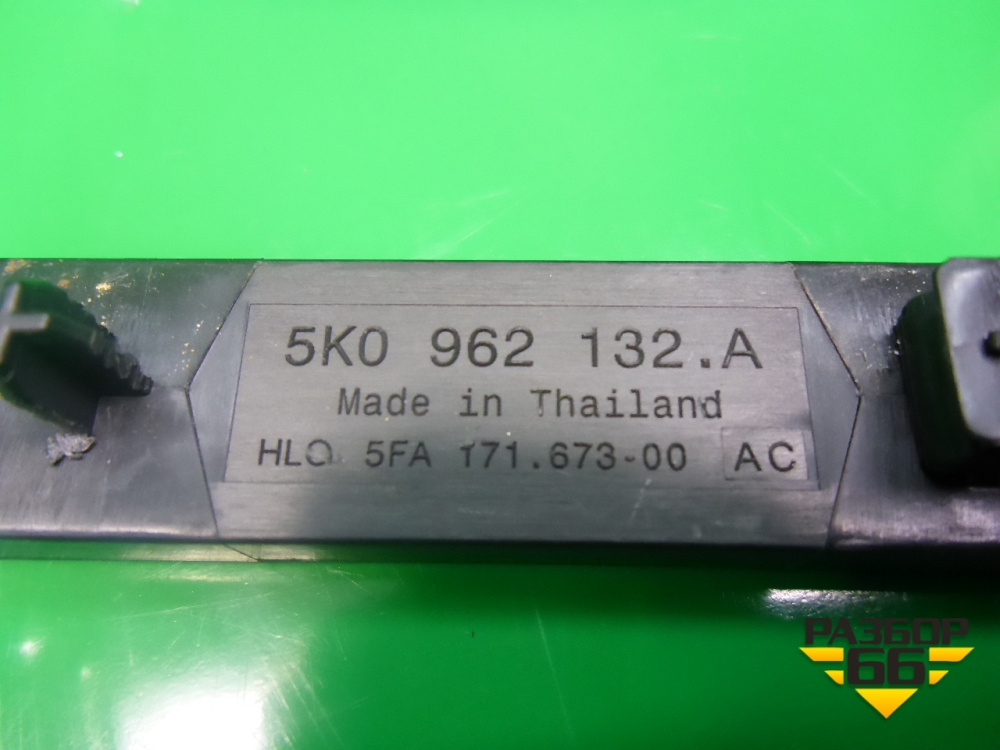 5K0 962 132.A
Made in Thailand
HLO 5FA 171.673-00 AC
РАЗБОР
66